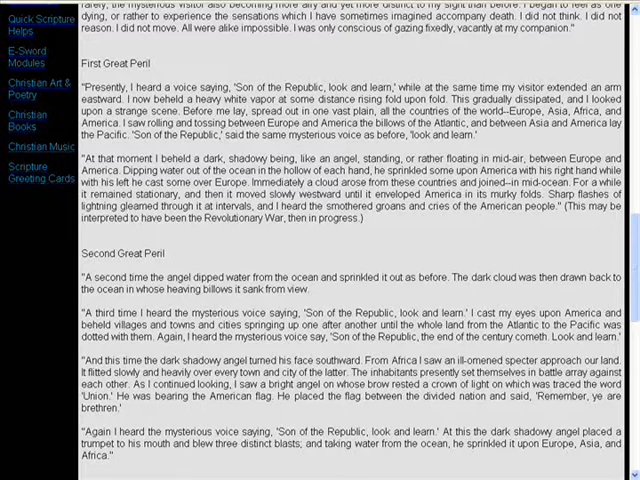 Quick Scripture
Helps
E-Sword
Modules
Christian Art &
Poetry
Christian
Books
Christian Music
Scripture
Greeting Cards
rarely, the mysterious visitor also becoming more airy and yet more distinct to my sight than before. I began to feel as one
dying, or rather to experience the sensations which I have sometimes imagined accompany death. I did not think. I did not
reason. I did not move. All were alike impossible. I was only conscious of gazing fixedly, vacantly at my companion."
First Great Peril
"Presently, I heard a voice saying, 'Son of the Republic, look and learn,' while at the same time my visitor extended an arm
eastward. I now beheld a heavy white vapor at some distance rising fold upon fold. This gradually dissipated, and I looked
upon a strange scene. Before me lay, spread out in one vast plain, all the countries of the world--Europe, Asia, Africa, and
America. I saw rolling and tossing between Europe and America the billows of the Atlantic, and between Asia and America lay
the Pacific. 'Son of the Republic,' said the same mysterious voice as before, 'look and learn.'
"At that moment I beheld a dark, shadowy being, like an angel, standing, or rather floating in mid-air, between Europe and
America. Dipping water out of the ocean in the hollow of each hand, he sprinkled some upon America with his right hand while
with his left he cast some over Europe. Immediately a cloud arose from these countries and joined--in mid-ocean. For a while
it remained stationary, and then it moved slowly westward until it enveloped America in its murky folds. Sharp flashes of
lightning gleamed through it at intervals, and I heard the smothered groans and cries of the American people." {This may be
interpreted to have been the Revolutionary War, then in progress.}
Second Great Peril
"A second time the angel dipped water from the ocean and sprinkled it out as before. The dark cloud was then drawn back to
the ocean in whose heaving billows it sank from view.
"A third time I heard the mysterious voice saying, 'Son of the Republic, look and learn.' I cast my eyes upon America and
beheld villages and towns and cities springing up one after another until the whole land from the Atlantic to the Pacific was
dotted with them. Again, I heard the mysterious voice say, 'Son of the Republic, the end of the century cometh. Look and learn.'
"And this time the dark shadowy angel turned his face southward. From Africa I saw an ill-omened specter approach our land.
It flitted slowly and heavily over every town and city of the latter. The inhabitants presently set themselves in battle array against
each other. As I continued looking, I saw a bright angel on whose brow rested a crown of light on which was traced the word
'Union.' He was bearing the American flag. He placed the flag between the divided nation and said, 'Remember, ye are
brethren.'
"Again I heard the mysterious voice saying, 'Son of the Republic, look and learn.' At this the dark shadowy angel placed a
trumpet to his mouth and blew three distinct blasts; and taking water from the ocean, he sprinkled it upon Europe, Asia, and
Africa."